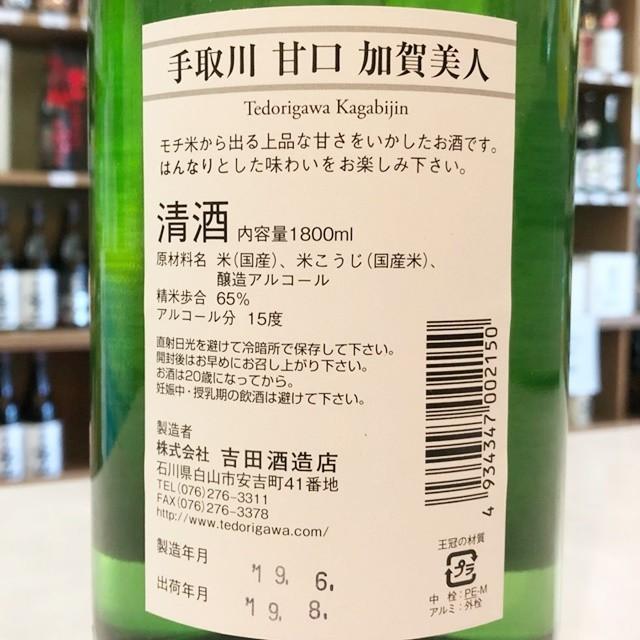 手取川 甘口 加賀美人
Tedorigawa Kagabijin
モチ米から出る上品な甘さをいかしたお酒です。
はんなりとした味わいをお楽しみ下さい。
清酒 内容量1800ml
原材料名 米(国産)、米こうじ(国産米)、
醸造アルコール
精米歩合 65%
アルコール分 15度
直射日光を避けて冷暗所で保存して下さい。
開封後はお早めにお召し上がり下さい。
お酒は20歳になってから。
妊娠中・授乳期の飲酒は避けて下さい。
製造者
株式会社 吉田酒造店
石川県白山市安吉町41番地
TEL(076)276-3311
FAX(076)276-3378
http://www.tedorigawa.com/
製造年月 19. 6.
出荷年月 19. 8.
4 934347 002150
王冠の材質
プラ
中 栓:PE-M
アルミ:外栓